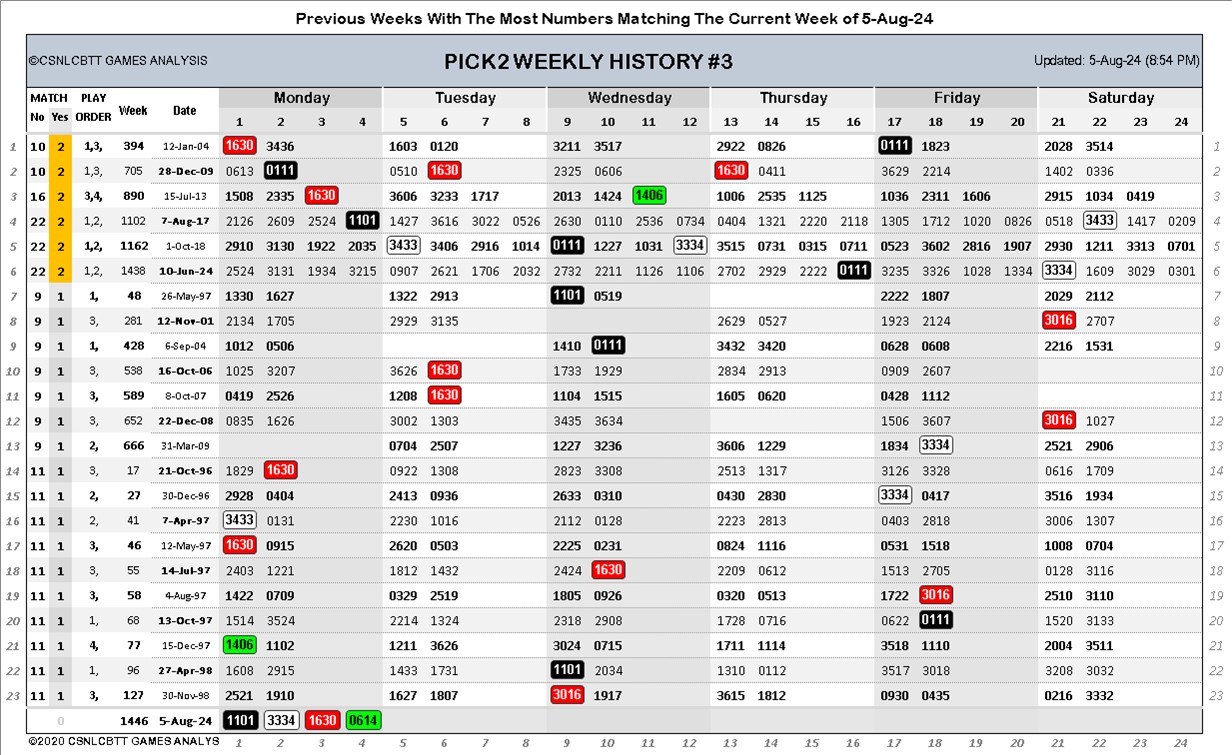 Previous Weeks With The Most Numbers Matching The Current Week of 5-Aug-24
©CSNLCBTT GAMES ANALYSIS PICK2 WEEKLY HISTORY #3 Updated: 5-Aug-24 (8:54 PM)
MATCH PLAY Week Date Monday Tuesday Wednesday Thursday Friday Saturday
No Yes ORDER 1 2 3 4 5 6 7 8 9 10 11 12 13 14 15 16 17 18 19 20 21 22 23 24
1 10 2 1,3, 394 12-Jan-04 1630 3436 1603 0120 3211 3517 2922 0826 0111 1823 2028 3514 1
2 10 2 1,3, 705 28-Dec-09 0613 0111 0510 1630 2325 0606 1630 0411 3629 2214 1402 0336 2
3 16 2 3,4, 890 15-Jul-13 1508 2335 1630 3606 3233 1717 2013 1424 1406 1006 2535 1125 1036 2311 1606 2915 1034 0419 3
4 22 2 1,2, 1102 7-Aug-17 2126 2609 2524 1101 1427 3616 3022 0526 2630 0110 2536 0734 0404 1321 2220 2118 1305 1712 1020 0826 0518 3433 1417 0209 4
5 22 2 1,2, 1162 1-Oct-18 2910 3130 1922 2035 3433 3406 2916 1014 0111 1227 1031 3334 3515 0731 0315 0711 0523 3602 2816 1907 2930 1211 3313 0701 5
6 22 2 1,2, 1438 10-Jun-24 2524 3131 1934 3215 0907 2621 1706 2032 2732 2211 1126 1106 2702 2929 2222 0111 3235 3326 1028 1334 3334 1609 3029 0301 6
7 9 1 1, 48 26-May-97 1330 1627 1322 2913 1101 0519 2222 1807 2029 2112 7
8 9 1 3, 281 12-Nov-01 2134 1705 2929 3135 2629 0527 1923 2124 3016 2707 8
9 9 1 1, 428 6-Sep-04 1012 0506 1410 0111 3432 3420 0628 0608 2216 1531 9
10 9 1 3, 538 16-Oct-06 1025 3207 3626 1630 1733 1929 2834 2913 0909 2607 10
11 9 1 3, 589 8-Oct-07 0419 2526 1208 1630 1104 1515 1605 0620 0428 1112 11
12 9 1 3, 652 22-Dec-08 0835 1626 3002 1303 3435 3634 1506 3607 3016 1027 12
13 9 1 2, 666 31-Mar-09 0704 2507 1227 3236 3606 1229 1834 3334 2521 2906 13
14 11 1 3, 17 21-Oct-96 1829 1630 0922 1308 2823 3308 2513 1317 3126 3328 0616 1709 14
15 11 1 2, 27 30-Dec-96 2928 0404 2413 0936 2633 0310 0430 2830 3334 0417 3516 1934 15
16 11 1 2, 41 7-Apr-97 3433 0131 2230 1016 2112 0128 2223 2813 0403 2818 3006 1307 16
17 11 1 3, 46 12-May-97 1630 0915 2620 0503 2225 0231 0824 1116 0531 1518 1008 0704 17
18 11 1 3, 55 14-Jul-97 2403 1221 1812 1432 2424 1630 2209 0612 1513 2705 0128 3116 18
19 11 1 3, 58 4-Aug-97 1422 0709 0329 2519 1805 0926 0320 0513 1722 3016 2510 3110 19
20 11 1 1, 68 13-Oct-97 1514 3524 2214 1324 2318 2908 1728 0716 0622 0111 1520 3133 20
21 11 1 4, 77 15-Dec-97 1406 1102 1211 3626 3024 0715 1711 1114 3518 1110 2004 3511 21
22 11 1 1, 96 27-Apr-98 1608 2915 1433 1731 1101 2034 1310 0112 3517 3018 3208 3032 22
23 11 1 3, 127 30-Nov-98 2521 1910 1627 1807 3016 1917 3615 1812 0930 0435 0216 3332 23
0 1446 5-Aug-24 1101 3334 1630 0614
©2020 CSNLCBTT GAMES ANALYS 1 2 3 4 5 6 7 8 9 10 11 12 13 14 15 16 17 18 19 20 21 22 23 24